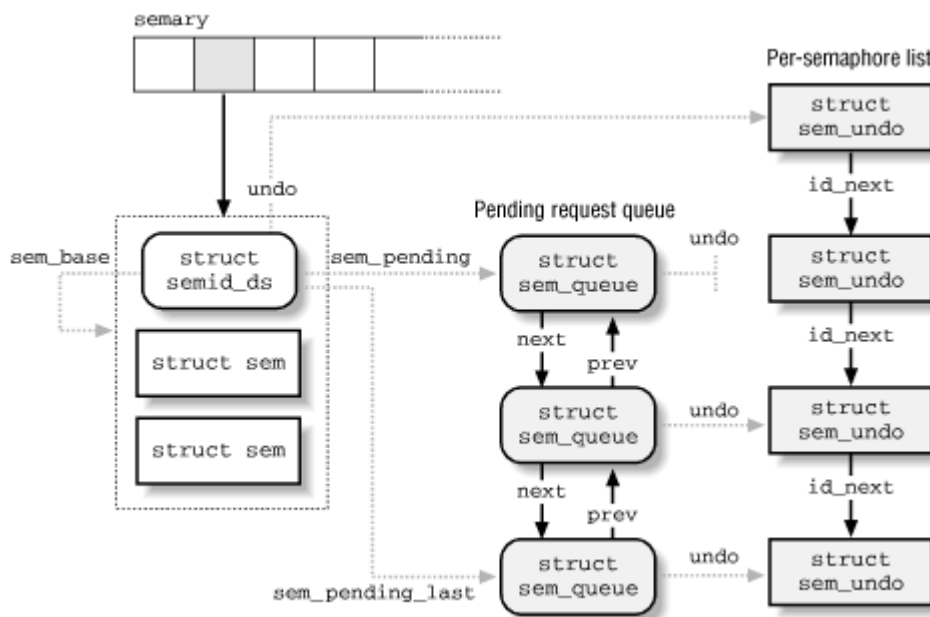 semary
Per-semaphore list
struct
sem_undo
undo
id_next
Pending request queue
sem_base
struct
semid_ds
sem_pending
struct
sem_queue
undo
struct
sem_undo
next
prev
id_next
struct sem
struct
sem_queue
undo
struct
sem_undo
struct sem
next
prev
id_next
sem_pending_last
struct
sem_queue
undo
struct
sem_undo